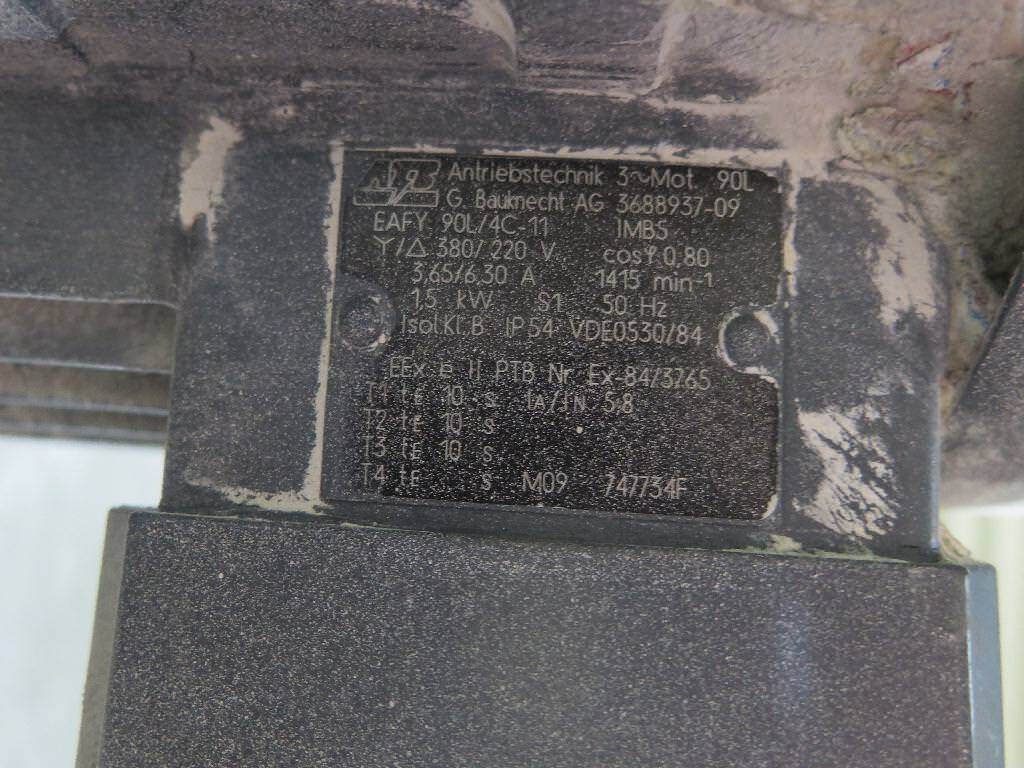 Antriebstechnik 3~Mot. 90L
G. Bauknecht AG 3688937-09
EAFY 90L/4C-11 IMB5
Y/△ 380/220 V cosφ 0,80
3,65/6,30 A 1415 min-1
1,5 kW S1 50 Hz
Isol.Kl.B IP54 VDE0530/84
EEx e II PTB Nr. Ex-84/3765
T1 tE 10 s IA/IN 5,8
T2 tE 10 s
T3 tE 10 s
T4 tE s M09 747734F